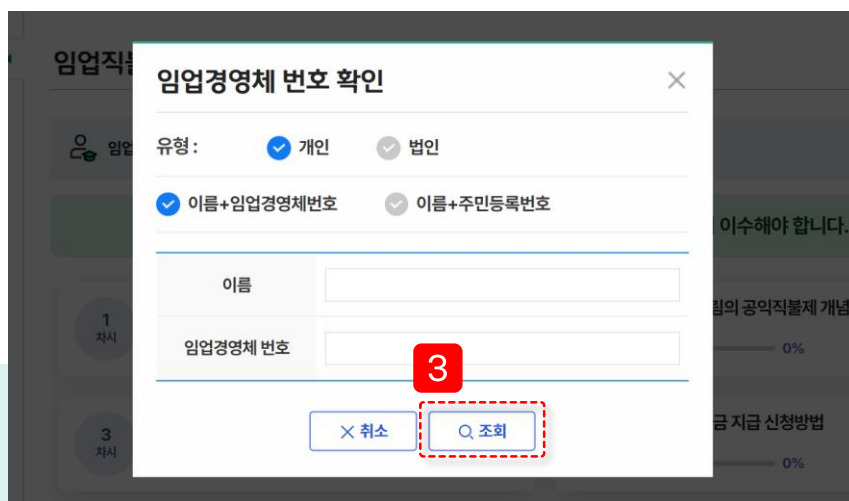 임업직불
임업경영체 번호 확인
임업
유형 : 개인 법인
이름+임업경영체번호 이름+주민등록번호
이수해야 합니다.
이름
1
차시
림의 공익직불제 개념
0%
임업경영체 번호
3
취소 조회
3
차시
금 지급 신청방법
0%